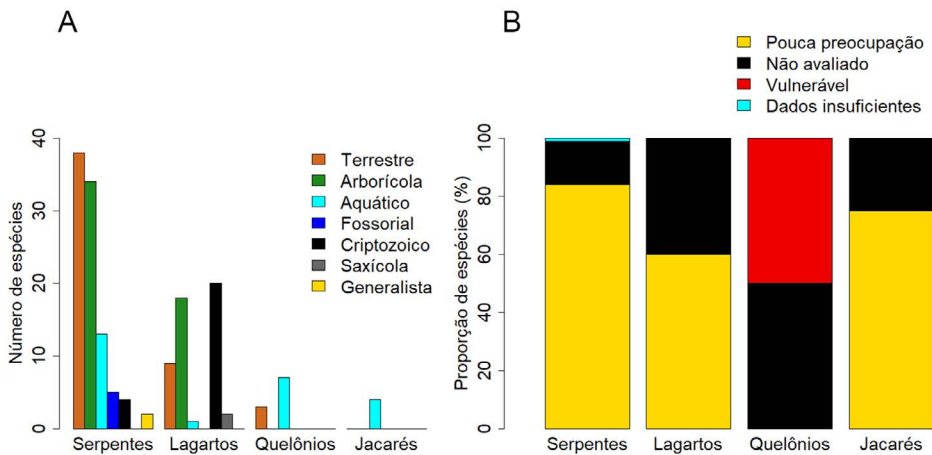 A
Número de espécies
40
30
20
10
0
Terrestre
Arborícola
Aquático
Fossorial
Criptozoico
Saxícola
Generalista
Serpentes
Lagartos
Quelônios
Jacarés
B
Pouca preocupação
Não avaliado
Vulnerável
Dados insuficientes
Proporção de espécies (%)
100
80
60
40
20
0
Serpentes
Lagartos
Quelônios
Jacarés